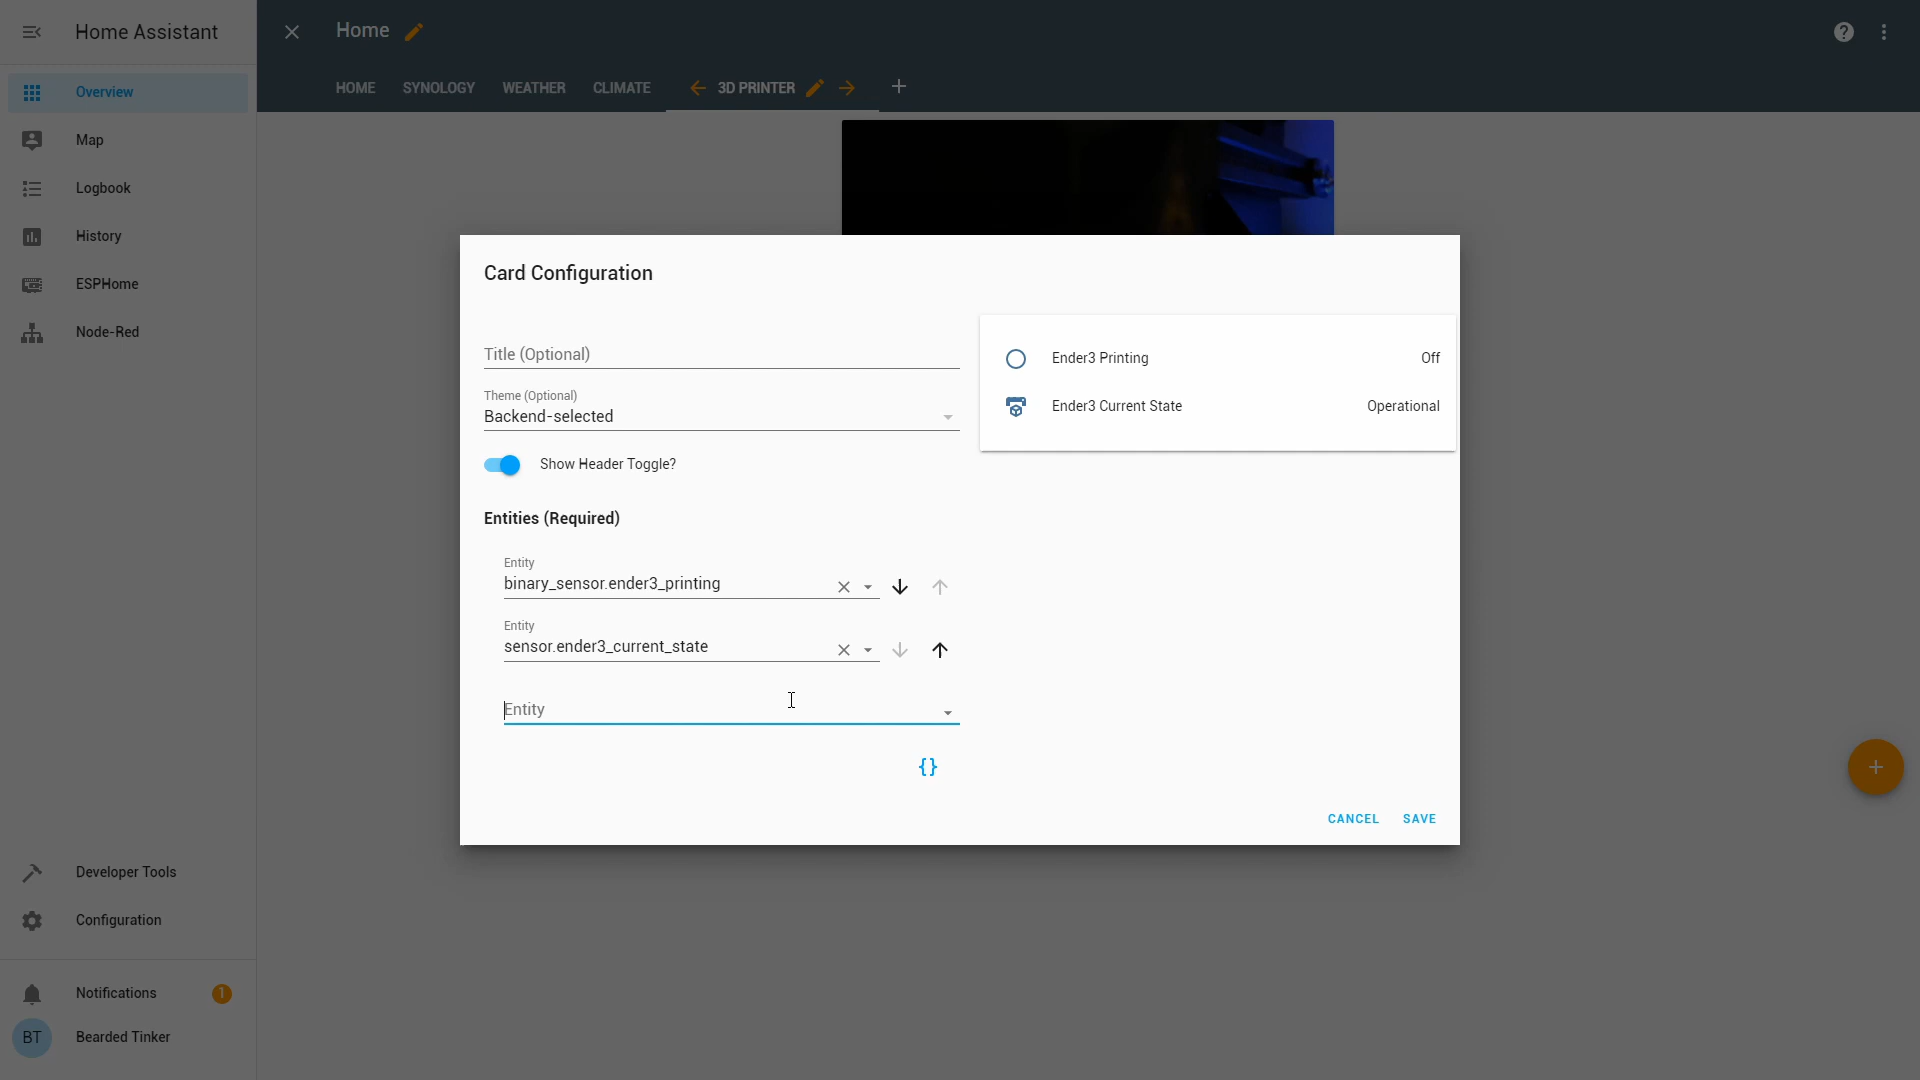 Home Assistant
Overview
Map
Logbook
History
ESPHome
Node-Red
Developer Tools
Configuration
Notifications
1
BT
Bearded Tinker
Home
HOME
SYNOLOGY
WEATHER
CLIMATE
3D PRINTER
Card Configuration
Title (Optional)
Theme (Optional)
Backend-selected
Show Header Toggle?
Entities (Required)
Entity
binary_sensor.ender3_printing
Entity
sensor.ender3_current_state
Entity
{ }
Ender3 Printing Off
Ender3 Current State Operational
CANCEL SAVE